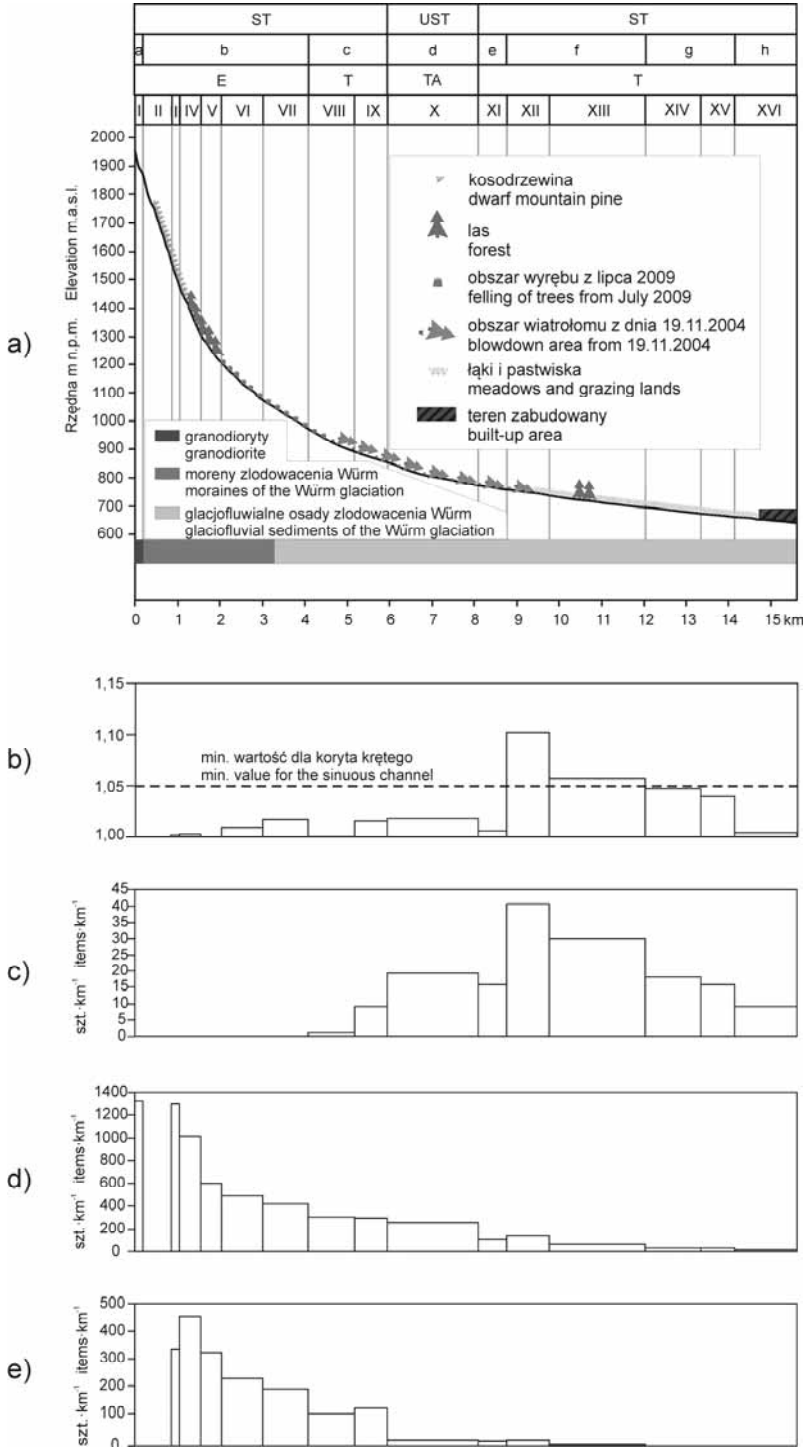 ST UST ST
a b c d e f g h
E T TA T
I II II IV V VI VII VIII IX X XI XII XIII XIV XV XVI
a)
Rzędna m n.p.m. Elevation m.a.s.l.
2000
1900
1800
1700
1600
1500
1400
1300
1200
1100
1000
900
800
700
600
kosodrzewina
dwarf mountain pine
las
forest
obszar wyrębu z lipca 2009
felling of trees from July 2009
obszar wiatrołomu z dnia 19.11.2004
blowdown area from 19.11.2004
łąki i pastwiska
meadows and grazing lands
teren zabudowany
built-up area
granodioryty
granodiorite
moreny zlodowacenia Würm
moraines of the Würm glaciation
glacjofluwialne osady zlodowacenia Würm
glaciofluvial sediments of the Würm glaciation
0 1 2 3 4 5 6 7 8 9 10 11 12 13 14 15 km
b)
1,15
1,10
1,05
1,00
min. wartość dla koryta krętego
min. value for the sinuous channel
c)
szt.·km⁻¹ items·km⁻¹
45
40
35
30
25
20
15
10
5
0
d)
szt.·km⁻¹ items·km⁻¹
1400
1200
1000
800
600
400
200
0
e)
szt.·km⁻¹ items·km⁻¹
500
400
300
200
100
0